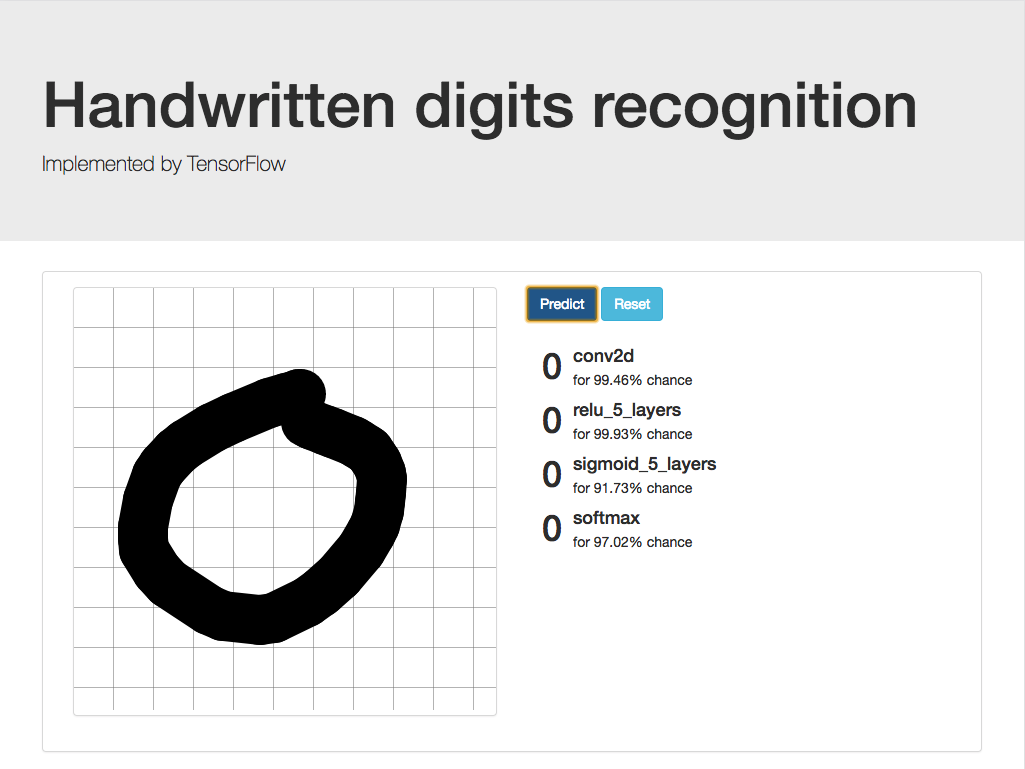 Handwritten digits recognition
Implemented by TensorFlow
Predict Reset
0 conv2d
for 99.46% chance
0 relu_5_layers
for 99.93% chance
0 sigmoid_5_layers
for 91.73% chance
0 softmax
for 97.02% chance